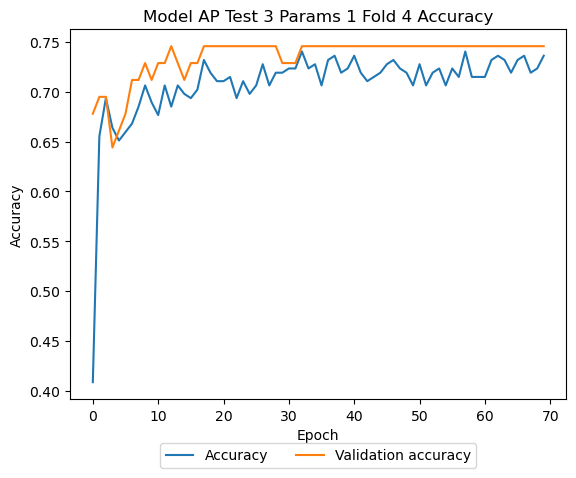 Model AP Test 3 Params 1 Fold 4 Accuracy
0.75
0.70
0.65
0.60
0.55
0.50
0.45
0.40
Accuracy
0 10 20 30 40 50 60 70
Epoch
Accuracy Validation accuracy